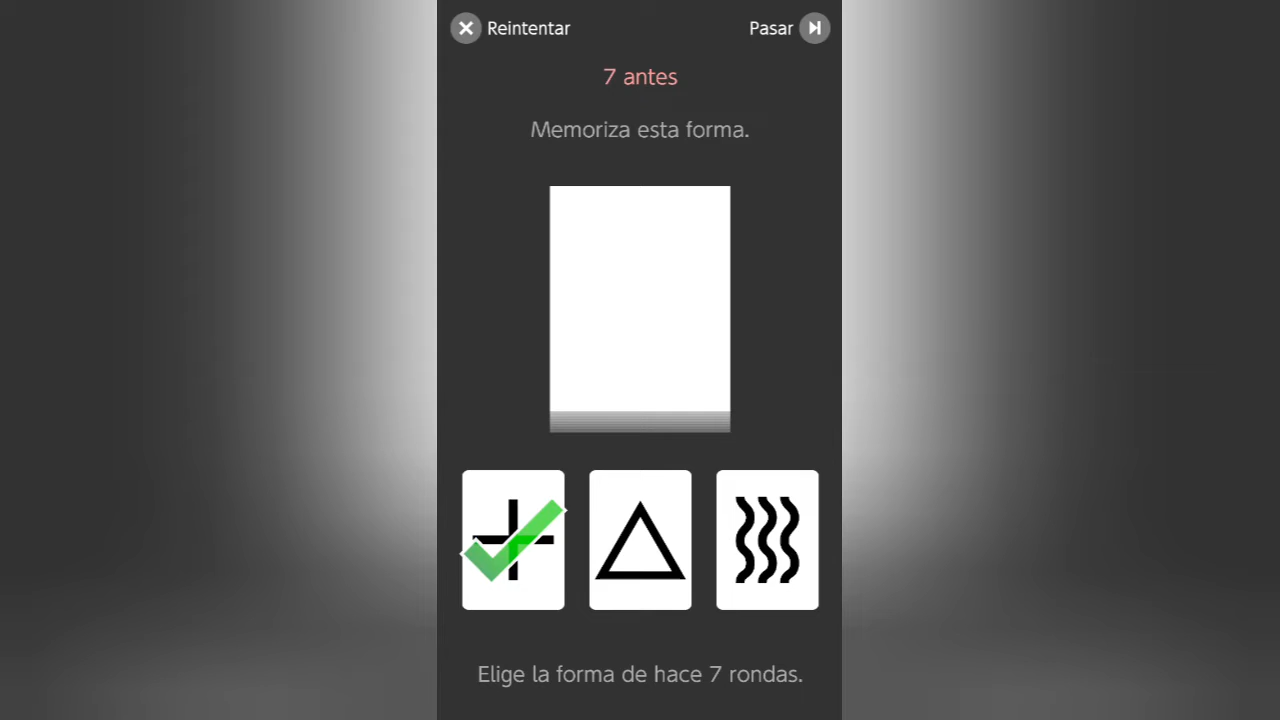 Reintentar
Pasar
7 antes
Memoriza esta forma.
Elige la forma de hace 7 rondas.